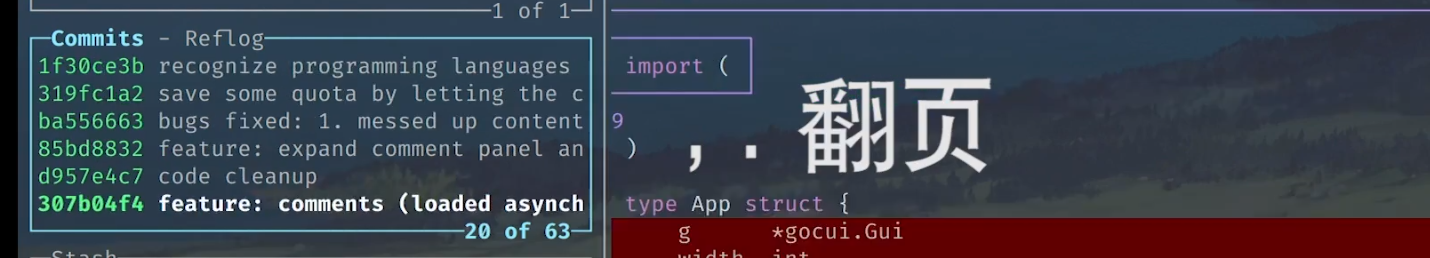 1 of 1
Commits - Reflog
1f30ce3b recognize programming languages
319fc1a2 save some quota by letting the c
ba556663 bugs fixed: 1. messed up content
85bd8832 feature: expand comment panel an
d957e4c7 code cleanup
307b04f4 feature: comments (loaded asynch
20 of 63
Stash
import (
9
)
, . 翻页
type App struct {
g *gocui.Gui
width int